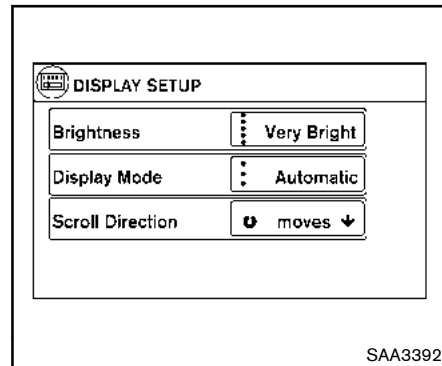 DISPLAY SETUP
Brightness Very Bright
Display Mode Automatic
Scroll Direction moves ↓
SAA3392